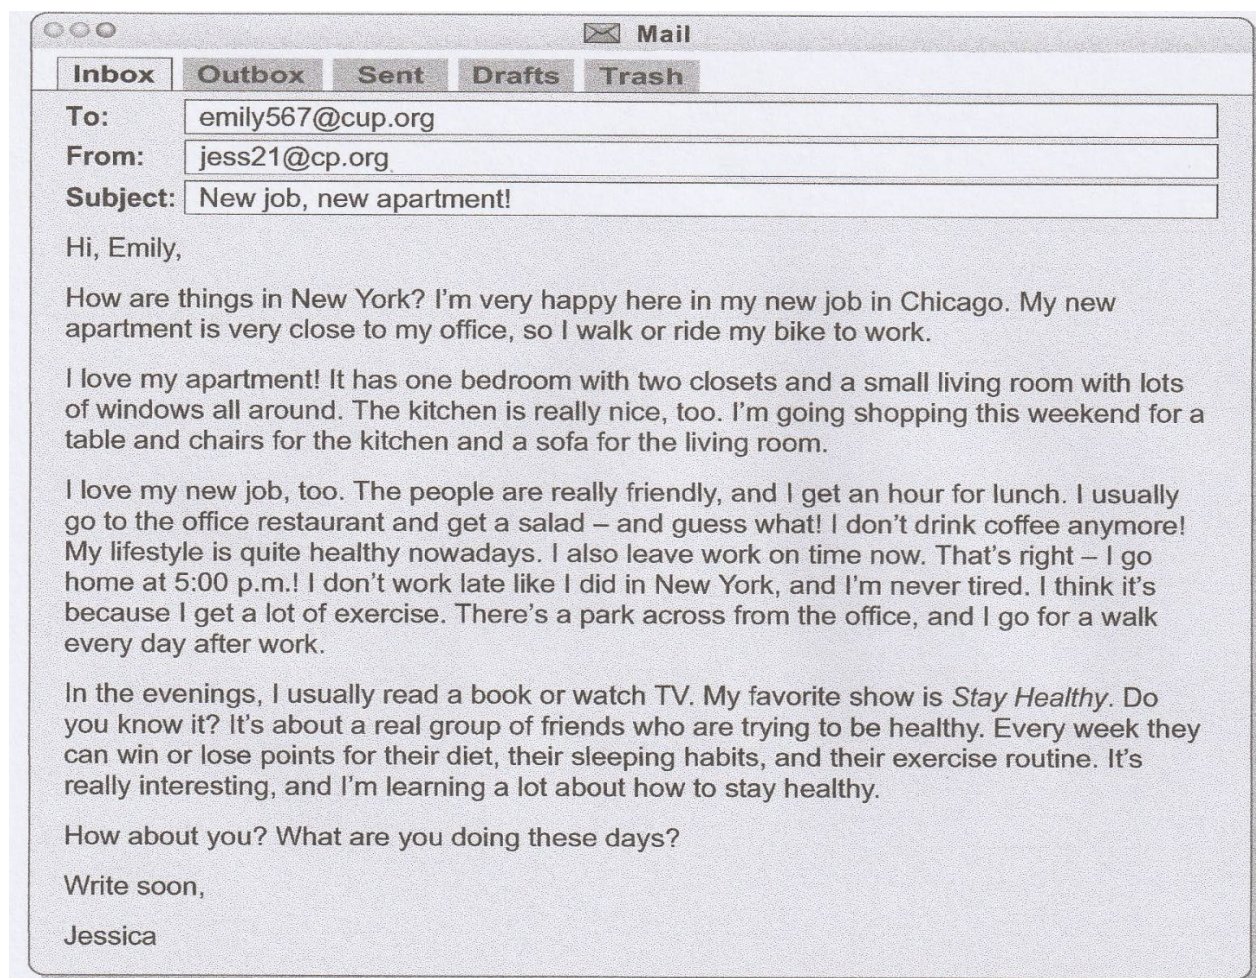 Mail
Inbox Outbox Sent Drafts Trash
To: emily567@cup.org
From: jess21@cp.org
Subject: New job, new apartment!
Hi, Emily,
How are things in New York? I'm very happy here in my new job in Chicago. My new
apartment is very close to my office, so I walk or ride my bike to work.
I love my apartment! It has one bedroom with two closets and a small living room with lots
of windows all around. The kitchen is really nice, too. I'm going shopping this weekend for a
table and chairs for the kitchen and a sofa for the living room.
I love my new job, too. The people are really friendly, and I get an hour for lunch. I usually
go to the office restaurant and get a salad – and guess what! I don't drink coffee anymore!
My lifestyle is quite healthy nowadays. I also leave work on time now. That's right – I go
home at 5:00 p.m.! I don't work late like I did in New York, and I'm never tired. I think it's
because I get a lot of exercise. There's a park across from the office, and I go for a walk
every day after work.
In the evenings, I usually read a book or watch TV. My favorite show is Stay Healthy. Do
you know it? It's about a real group of friends who are trying to be healthy. Every week they
can win or lose points for their diet, their sleeping habits, and their exercise routine. It's
really interesting, and I'm learning a lot about how to stay healthy.
How about you? What are you doing these days?
Write soon,
Jessica